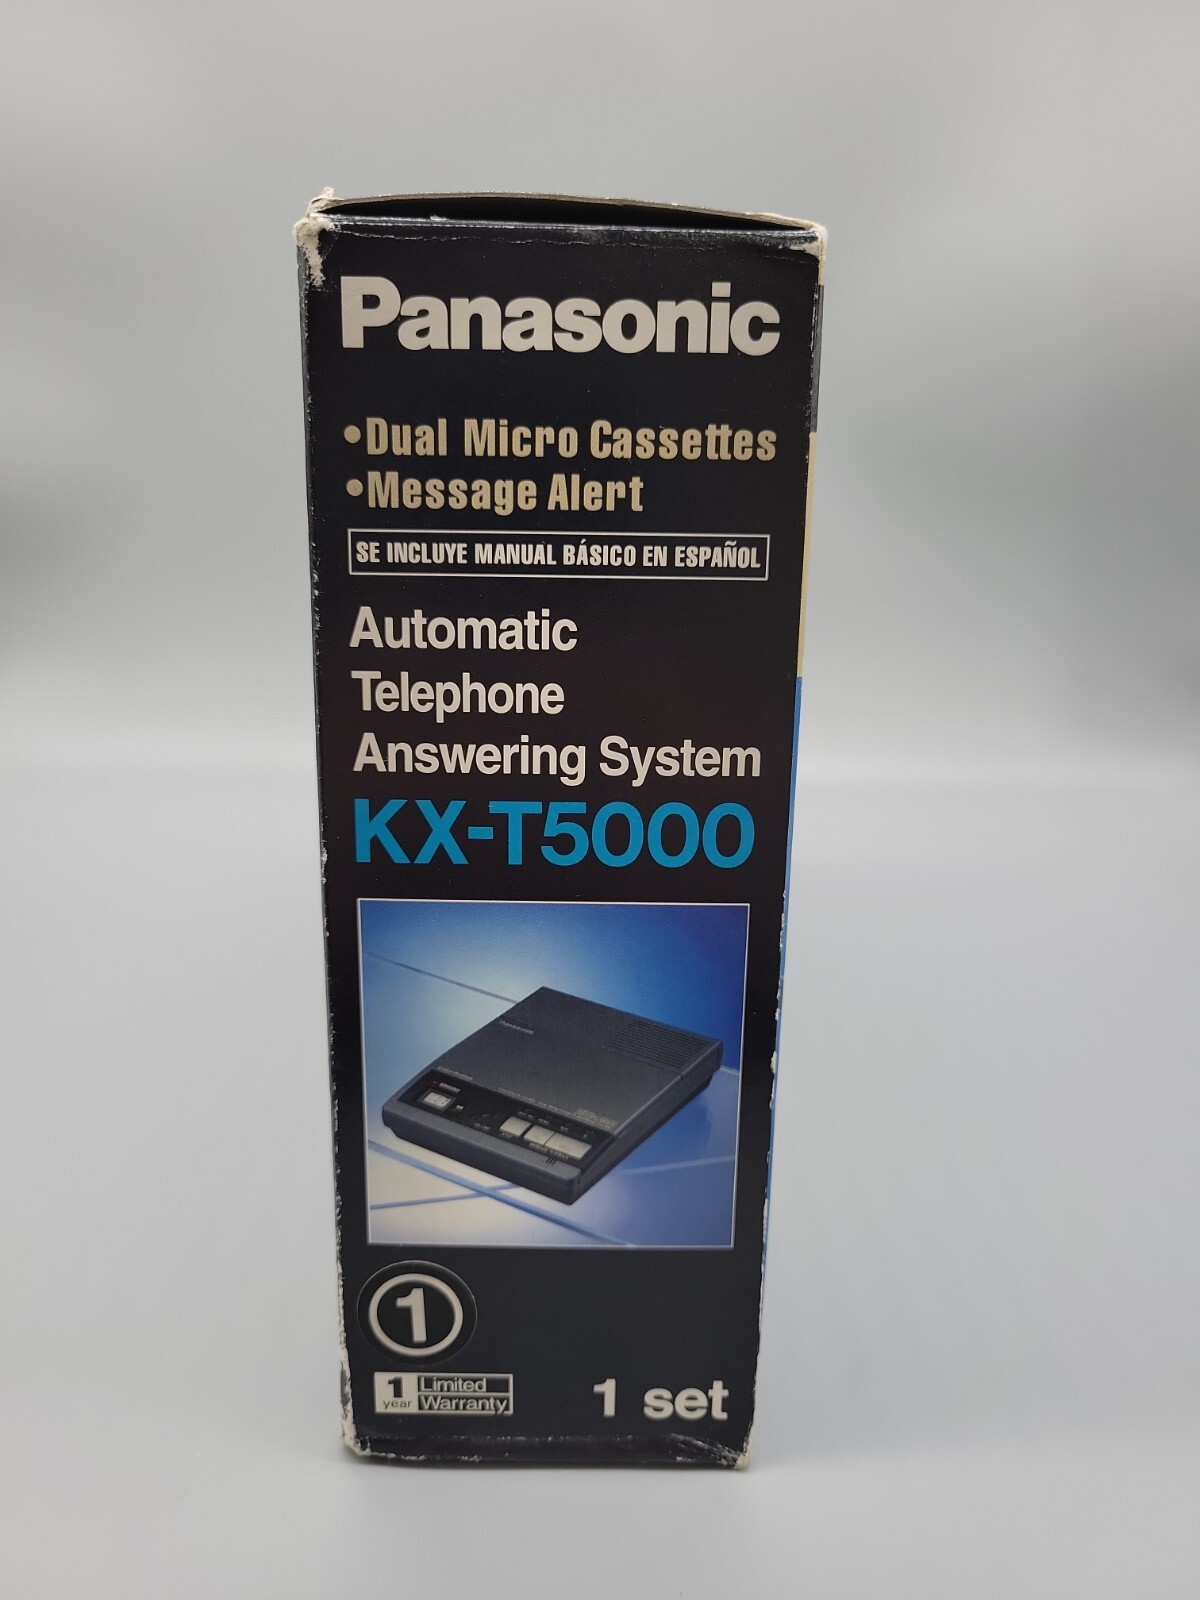 Panasonic
•Dual Micro Cassettes
•Message Alert
SE INCLUYE MANUAL BÁSICO EN ESPAÑOL
Automatic
Telephone
Answering System
KX-T5000
Panasonic
1
1 year Limited Warranty
1 set